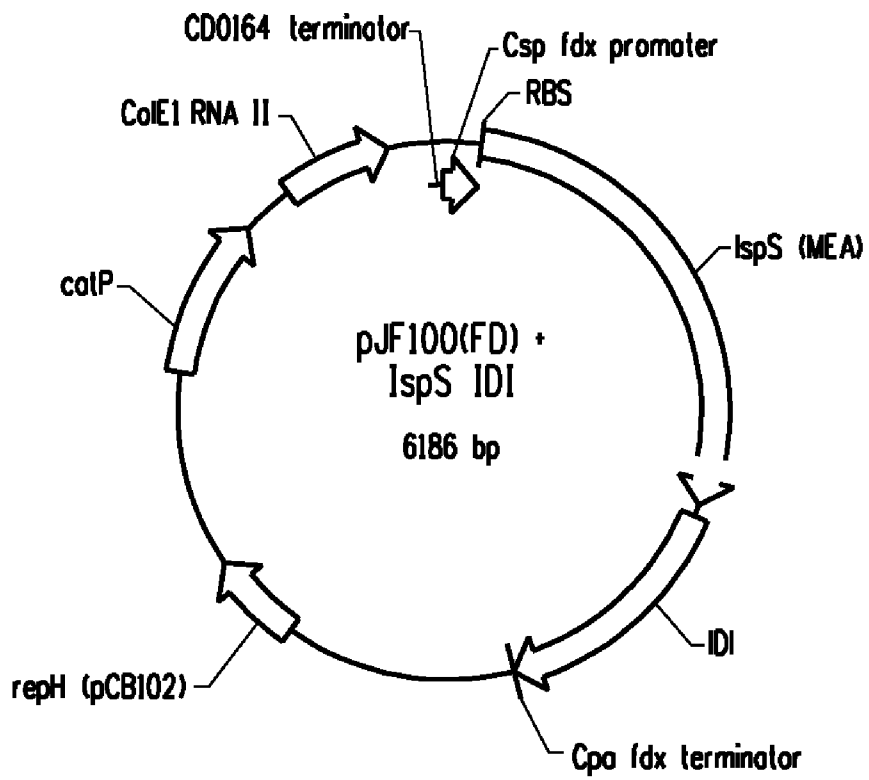 CD0164 terminator
Csp fdx promoter
RBS
ColE1 RNA II
IspS (MEA)
catP
pJF100(FD) +
IspS IDI
6186 bp
IDI
repH (pCB102)
Cpa fdx terminator